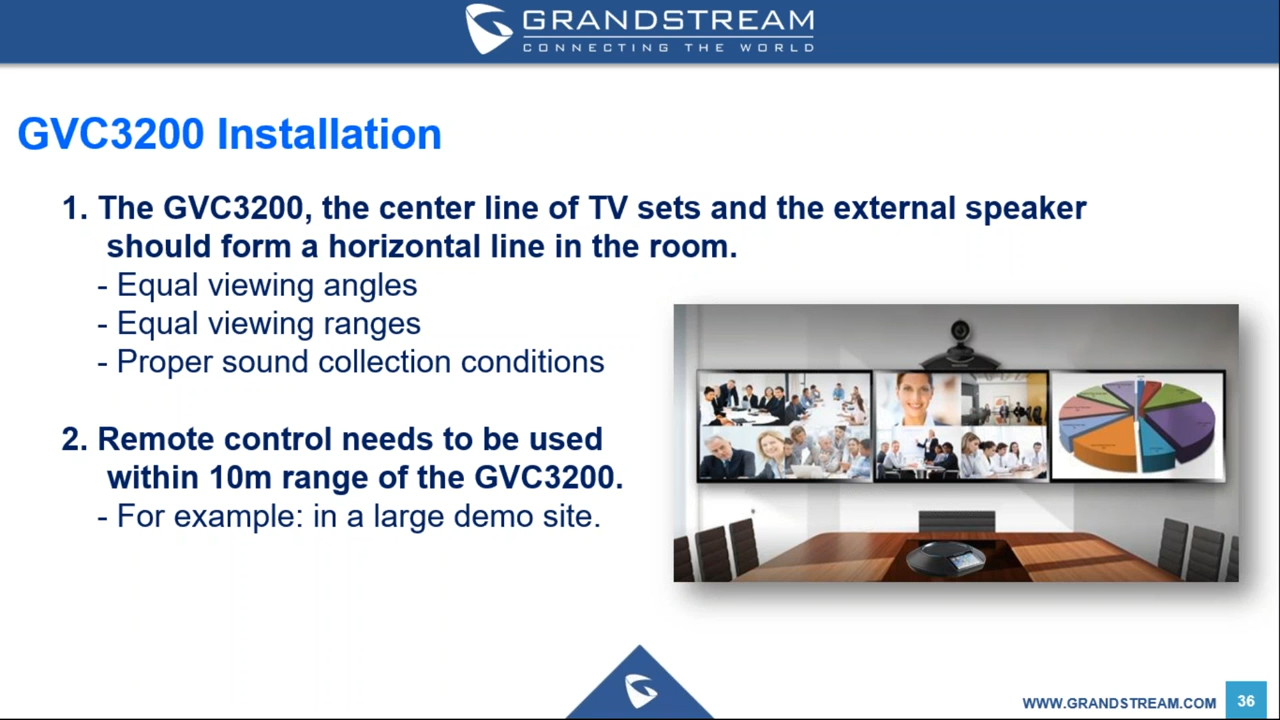 GRANDSTREAM
CONNECTING THE WORLD
GVC3200 Installation
1. The GVC3200, the center line of TV sets and the external speaker
should form a horizontal line in the room.
- Equal viewing angles
- Equal viewing ranges
- Proper sound collection conditions
2. Remote control needs to be used
within 10m range of the GVC3200.
- For example: in a large demo site.
WWW.GRANDSTREAM.COM
36